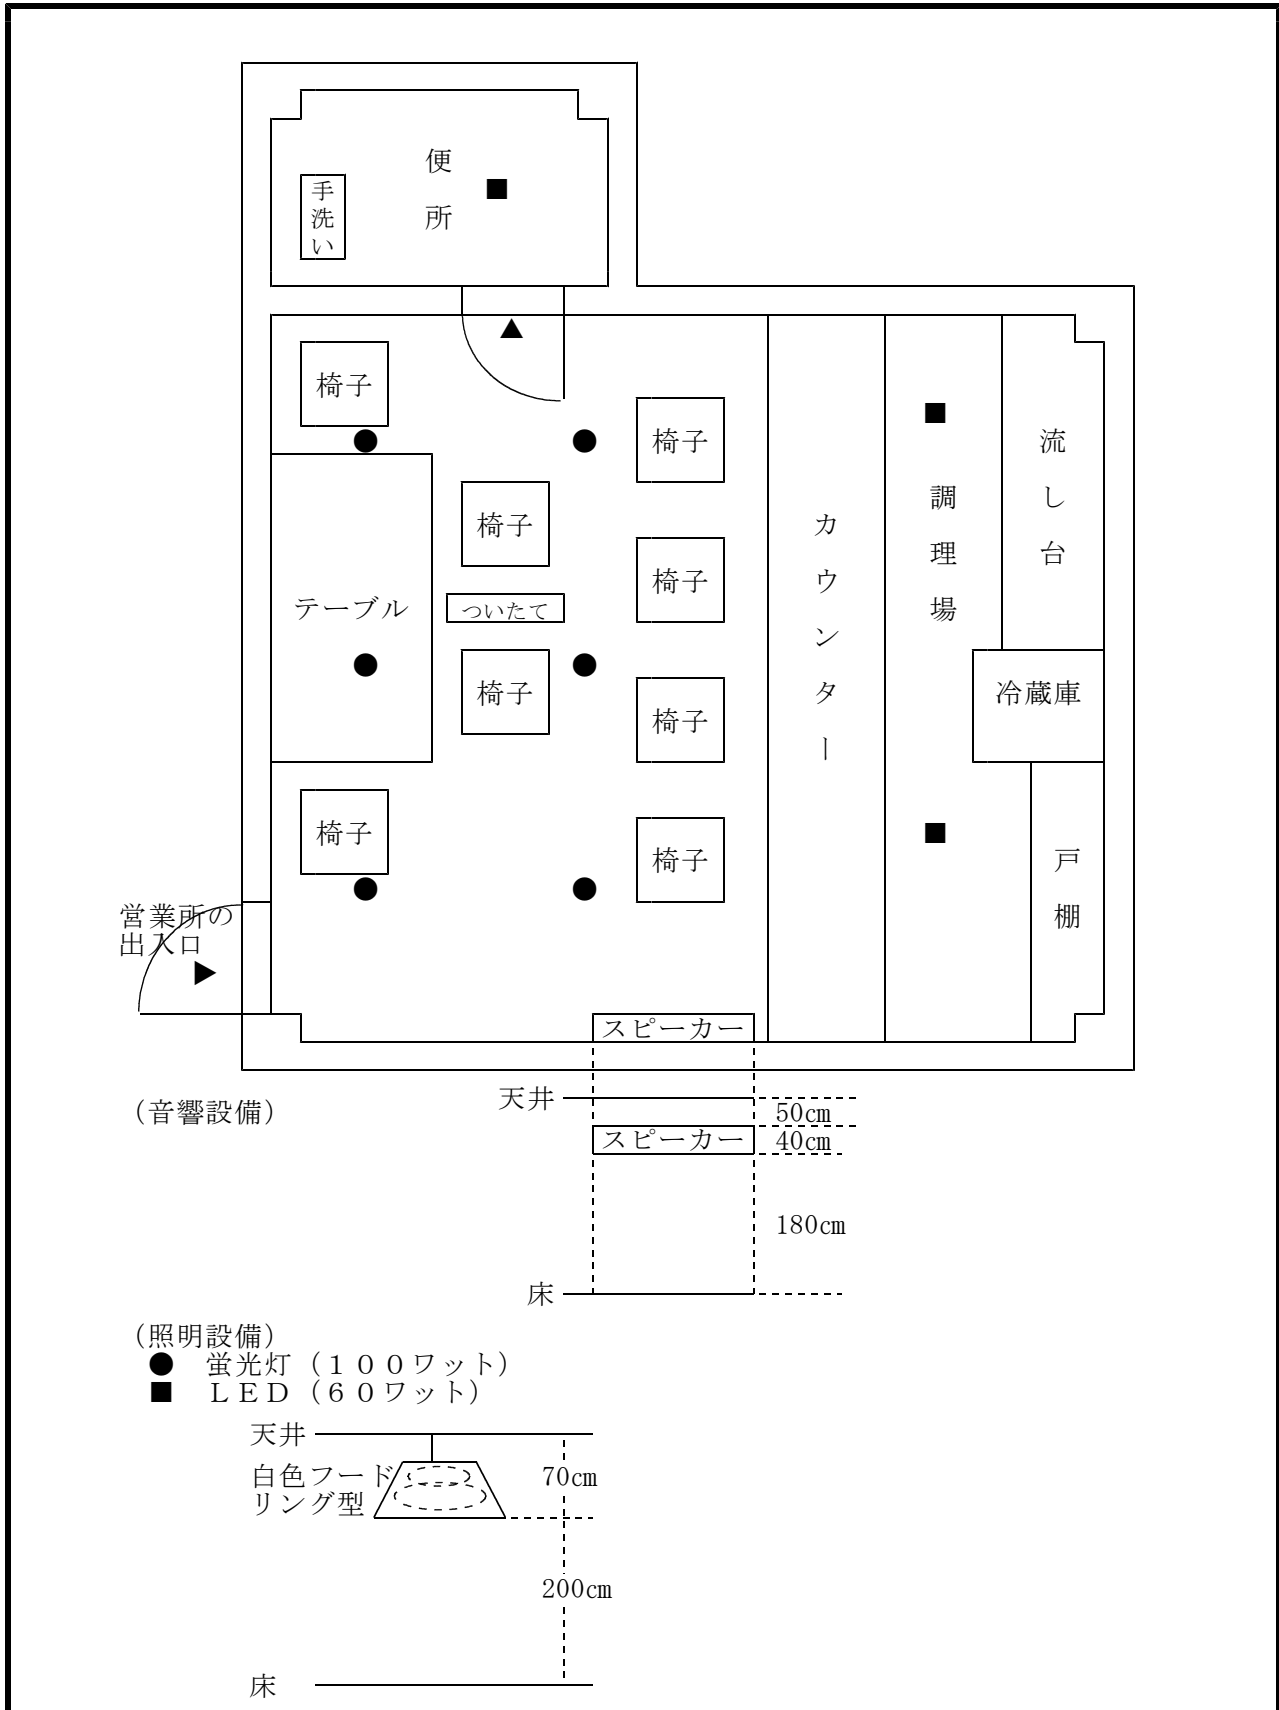 便所
手洗い
椅子
椅子
椅子
カウンター
調理場
流し台
椅子
テーブル
ついたて
椅子
椅子
冷蔵庫
椅子
椅子
椅子
戸棚
営業所の
出入口
スピーカー
（音響設備）
天井
50cm
スピーカー
40cm
180cm
床
（照明設備）
● 蛍光灯（１００ワット）
■ ＬＥＤ（６０ワット）
天井
白色フード
リング型
70cm
200cm
床